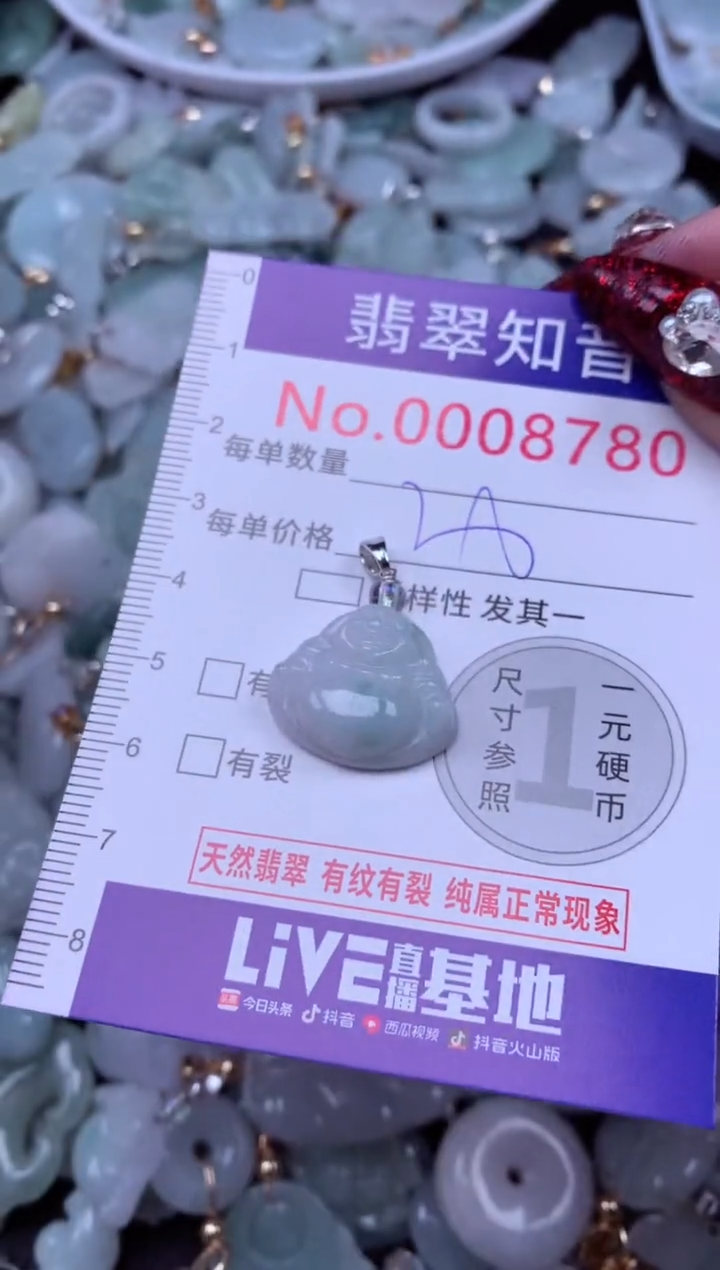 翡翠知音
No.0008780
每单数量
每单价格
样性 发其一
有
有裂
尺寸参照
1
一元硬币
天然翡翠 有纹有裂 纯属正常现象
LiVE直播基地
今日头条 抖音 西瓜视频 抖音火山版
0
1
2
3
4
5
6
7
8